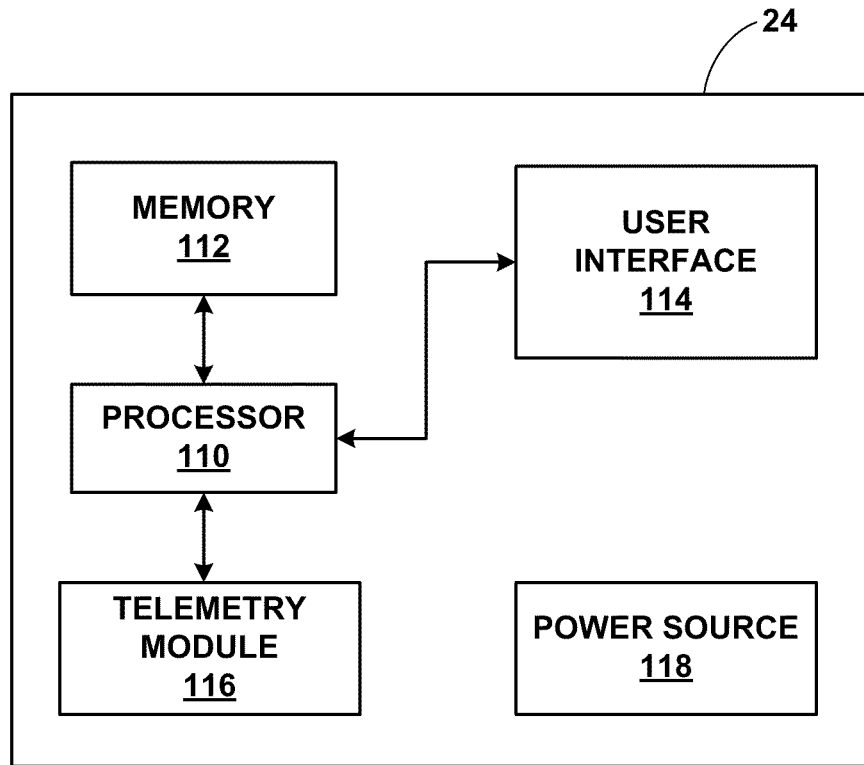 24
MEMORY
112
USER
INTERFACE
114
PROCESSOR
110
TELEMETRY
MODULE
116
POWER SOURCE
118